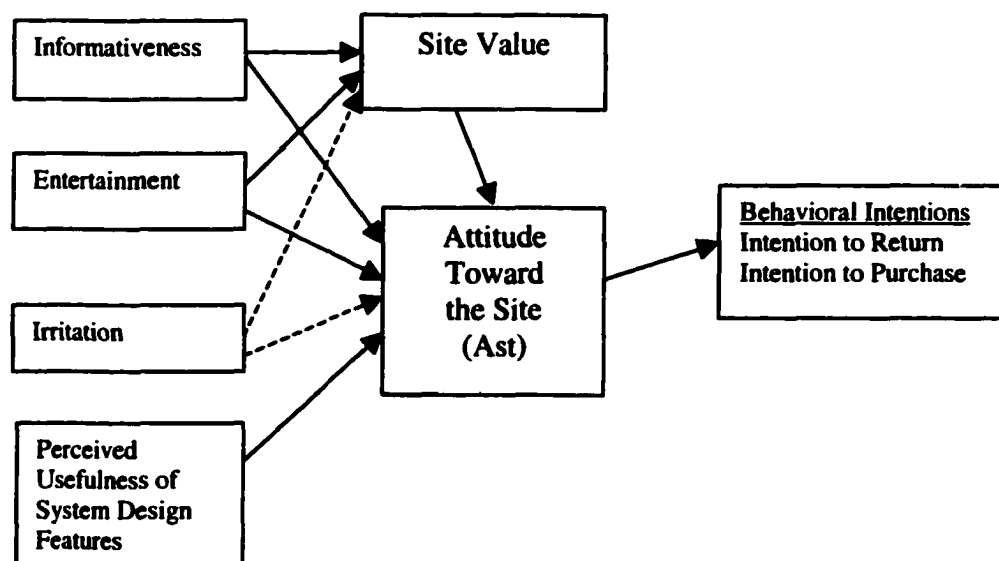 Informativeness
Site Value
Entertainment
Attitude
Toward
the Site
(Ast)
Behavioral Intentions
Intention to Return
Intention to Purchase
Irritation
Perceived
Usefulness of
System Design
Features